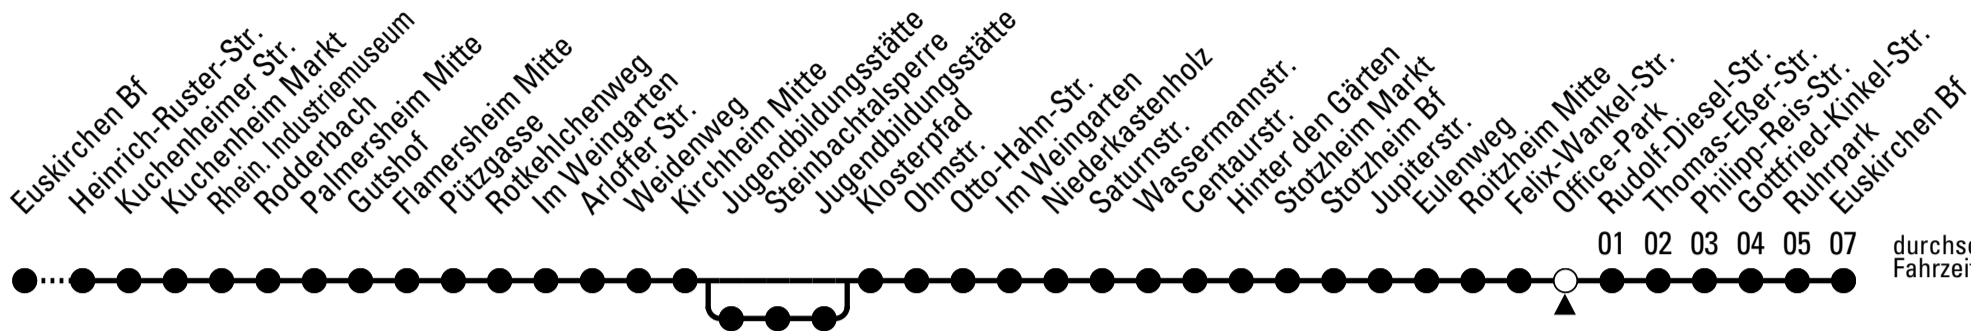 Euskirchen Bf
Heinrich-Ruster-Str.
Kuchenheimer Str.
Kuchenheim Markt
Rhein. Industriemuseum
Rodderbach
Palmersheim Mitte
Gutshof
Flamersheim Mitte
Pützgasse
Rotkehlchenweg
Im Weingarten
Arloffer Str.
Weidenweg
Kirchheim Mitte
Jugendbildungsstätte
Steinbachtalsperre
Jugendbildungsstätte
Klosterpfad
Ohmstr.
Otto-Hahn-Str.
Im Weingarten
Niederkastenholz
Saturnstr.
Wassermannstr.
Centaurstr.
Hinter den Gärten
Stotzheim Markt
Stotzheim Bf
Jupiterstr.
Eulenweg
Roitzheim Mitte
Felix-Wankel-Str.
Office-Park
Rudolf-Diesel-Str.
Thomas-Eßer-Str.
Philipp-Reis-Str.
Gottfried-Kinkel-Str.
Ruhrpark
Euskirchen Bf
01 02 03 04 05 07